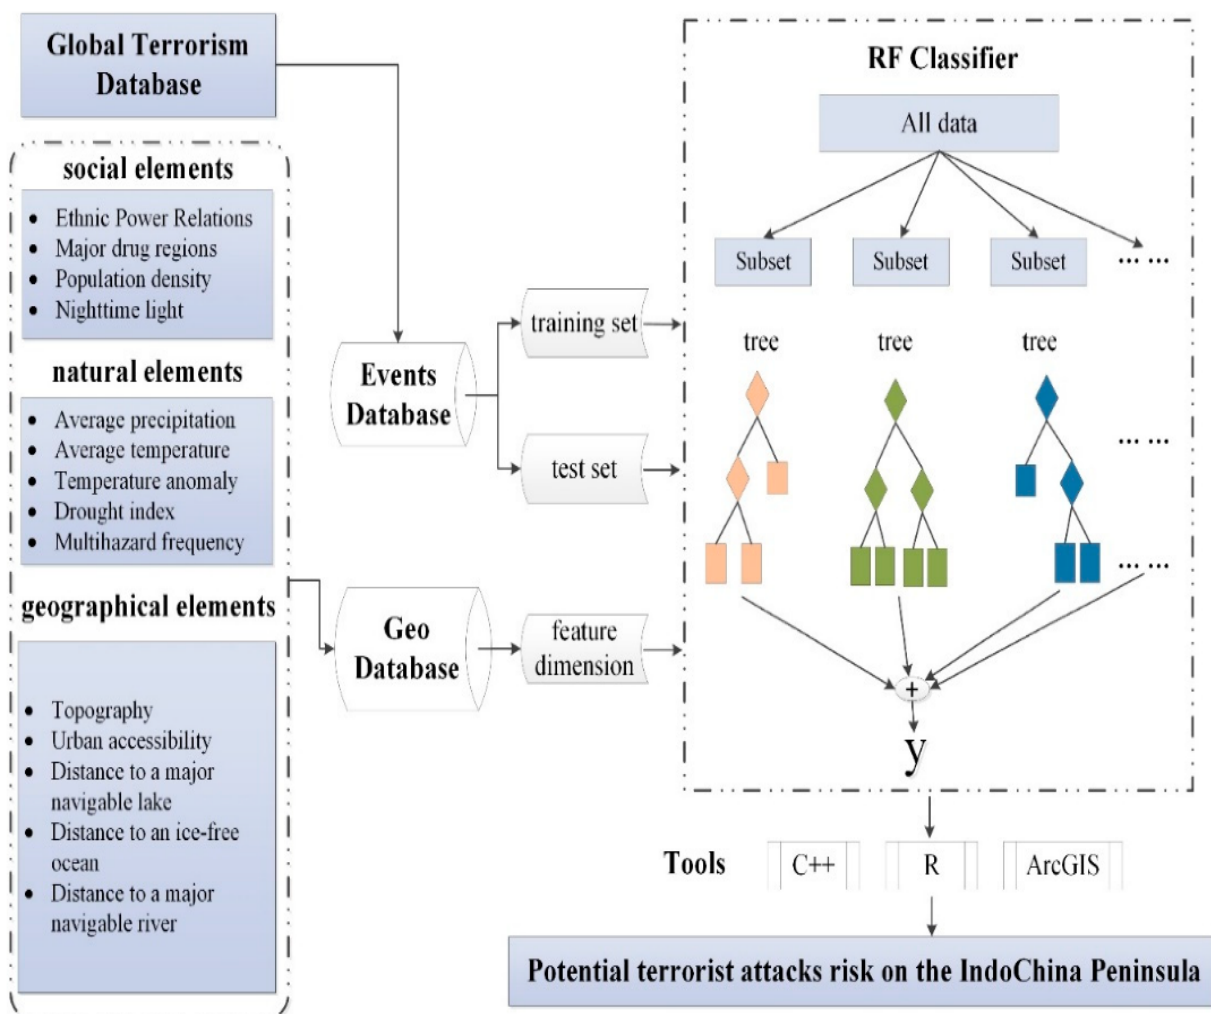 Global Terrorism
Database
social elements
• Ethnic Power Relations
• Major drug regions
• Population density
• Nighttime light
natural elements
• Average precipitation
• Average temperature
• Temperature anomaly
• Drought index
• Multihazard frequency
geographical elements
• Topography
• Urban accessibility
• Distance to a major
navigable lake
• Distance to an ice-free
ocean
• Distance to a major
navigable river
Events
Database
Geo
Database
training set
test set
feature
dimension
RF Classifier
All data
Subset
Subset
Subset
... ...
tree
tree
tree
... ...
... ...
+
y
Tools
C++
R
ArcGIS
Potential terrorist attacks risk on the IndoChina Peninsula